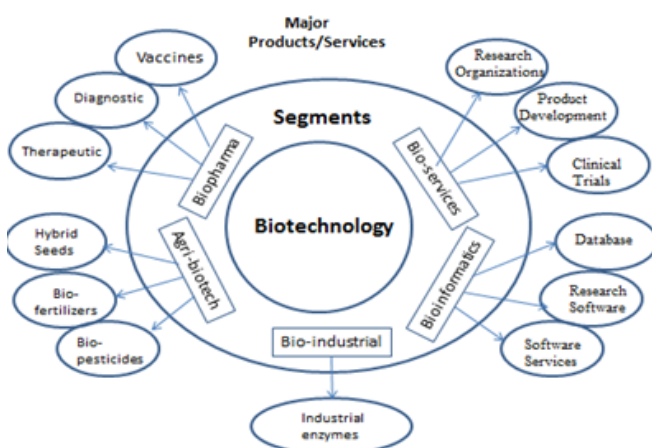 Major
Products/Services
Vaccines
Diagnostic
Therapeutic
Research
Organizations
Product
Development
Clinical
Trials
Segments
Biopharma
Bio-services
Biotechnology
Agri-biotech
Bioinformatics
Bio-industrial
Hybrid
Seeds
Bio-
fertilizers
Bio-
pesticides
Database
Research
Software
Software
Services
Industrial
enzymes